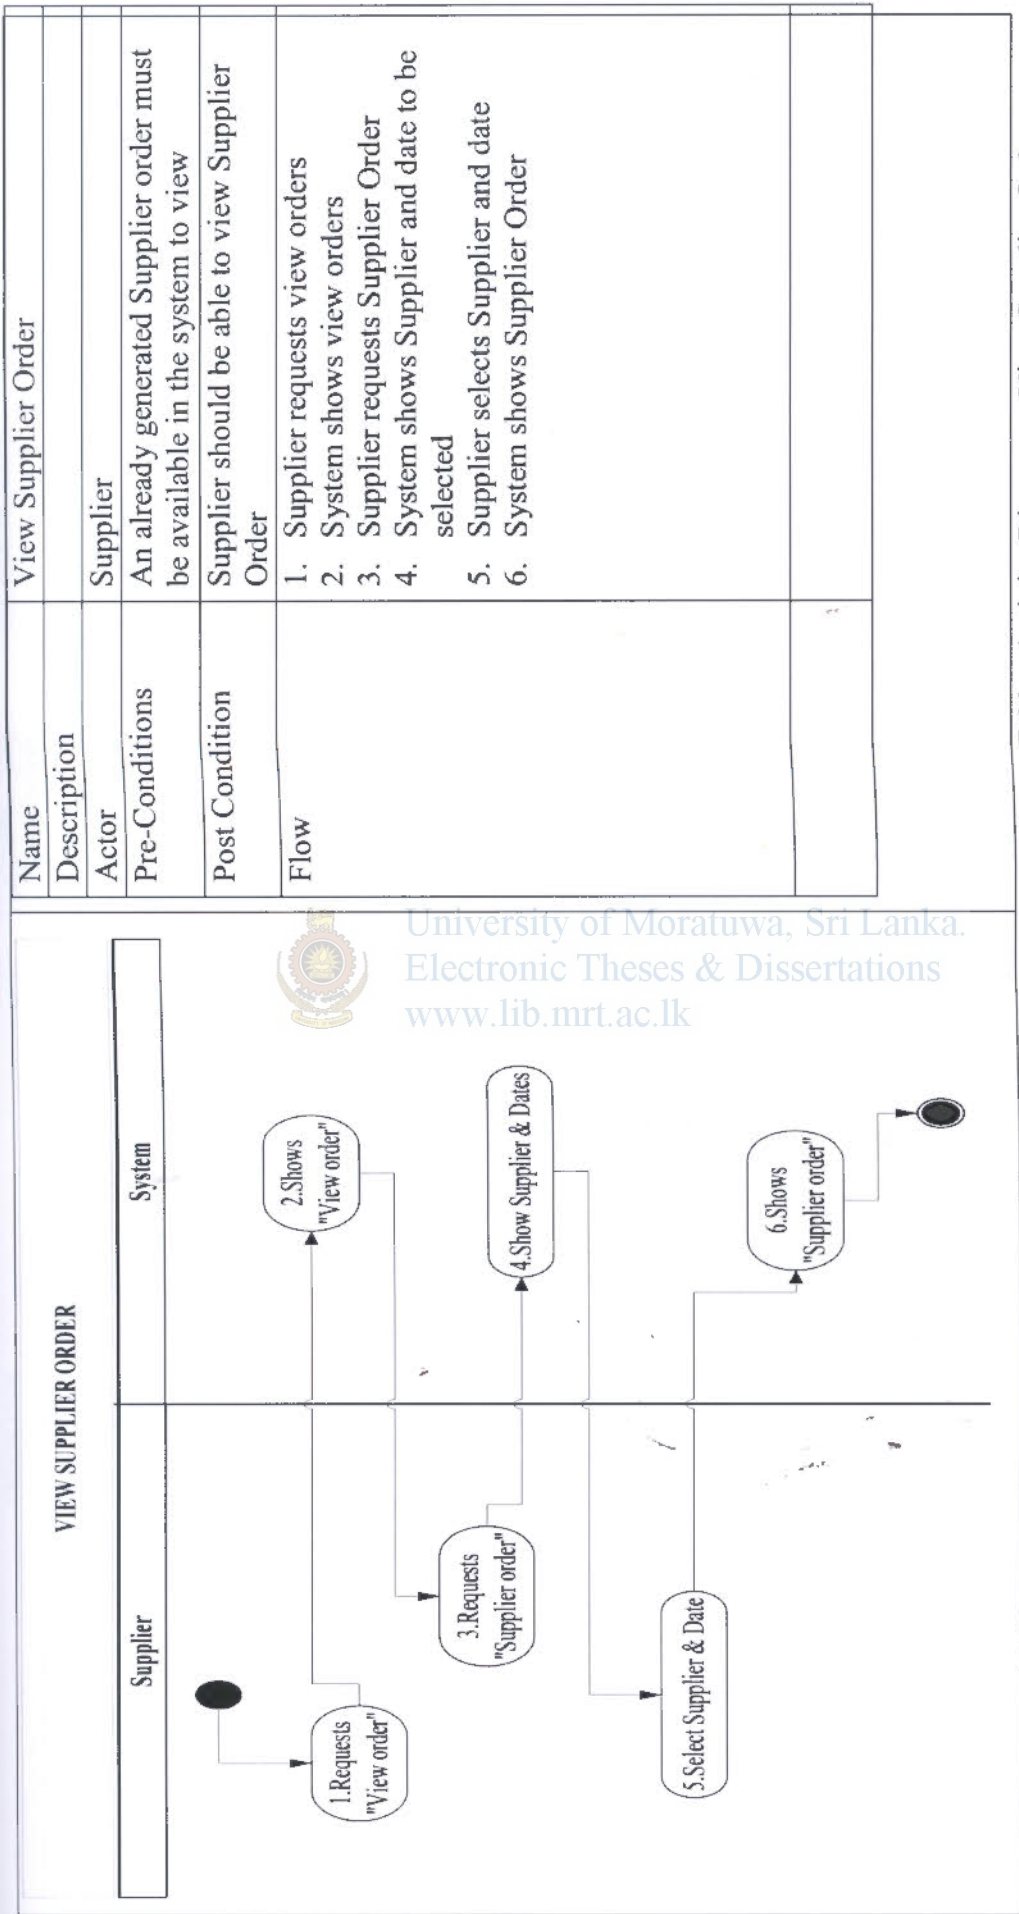 VIEW SUPPLIER ORDER
Supplier
System
1.Requests
"View order"
2.Shows
"View order"
3.Requests
"Supplier order"
4.Show Supplier & Dates
5.Select Supplier & Date
6.Shows
"Supplier order"
Name
View Supplier Order
Description
Actor
Supplier
Pre-Conditions
An already generated Supplier order must
be available in the system to view
Post Condition
Supplier should be able to view Supplier
Order
Flow
1. Supplier requests view orders
2. System shows view orders
3. Supplier requests Supplier Order
4. System shows Supplier and date to be
selected
5. Supplier selects Supplier and date
6. System shows Supplier Order
University of Moratuwa, Sri Lanka.
Electronic Theses & Dissertations
www.lib.mrt.ac.lk